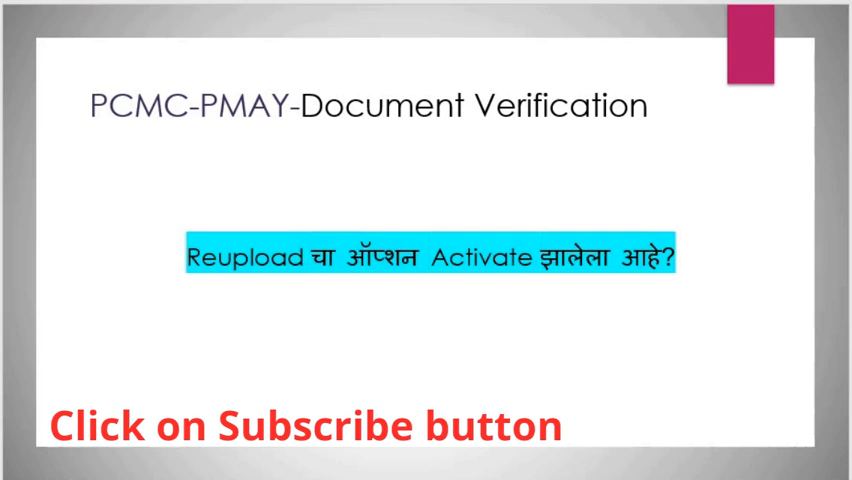 PCMC-PMAY-Document Verification
Reupload चा ऑप्शन Activate झालेला आहे?
Click on Subscribe button